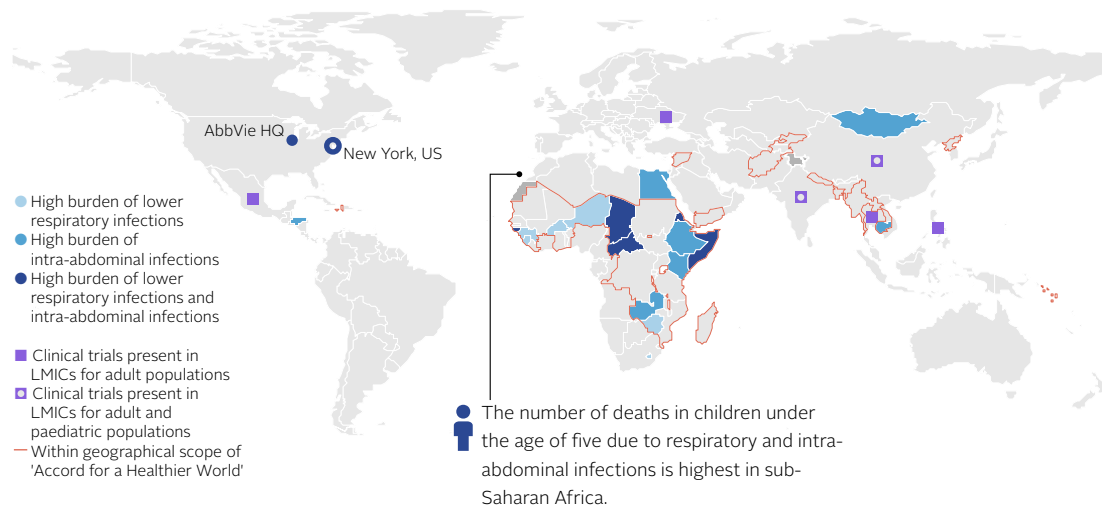 AbbVie HQ
New York, US
High burden of lower
respiratory infections
High burden of
intra-abdominal infections
High burden of lower
respiratory infections and
intra-abdominal infections
Clinical trials present in
LMICs for adult populations
Clinical trials present in
LMICs for adult and
paediatric populations
Within geographical scope of
'Accord for a Healthier World'
The number of deaths in children under
the age of five due to respiratory and intra-
abdominal infections is highest in sub-
Saharan Africa.